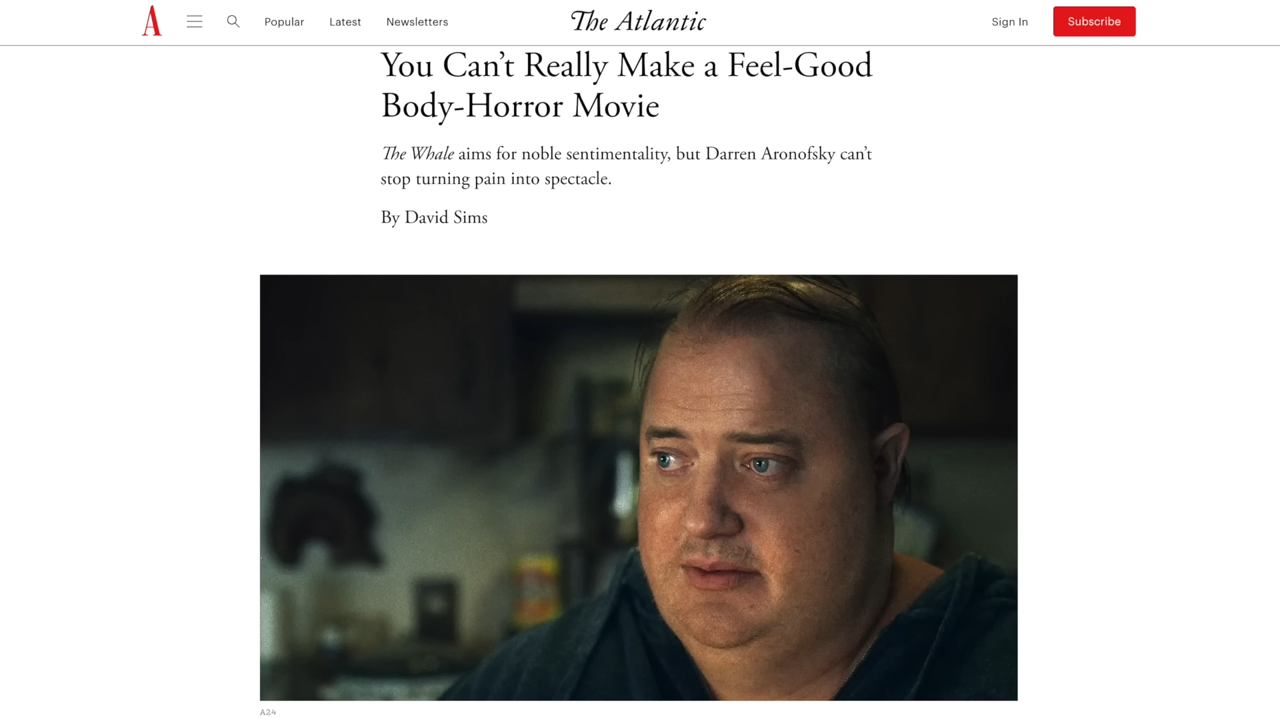 A Popular Latest Newsletters The Atlantic Sign In Subscribe
You Can’t Really Make a Feel-Good
Body-Horror Movie
The Whale aims for noble sentimentality, but Darren Aronofsky can’t
stop turning pain into spectacle.
By David Sims
A24